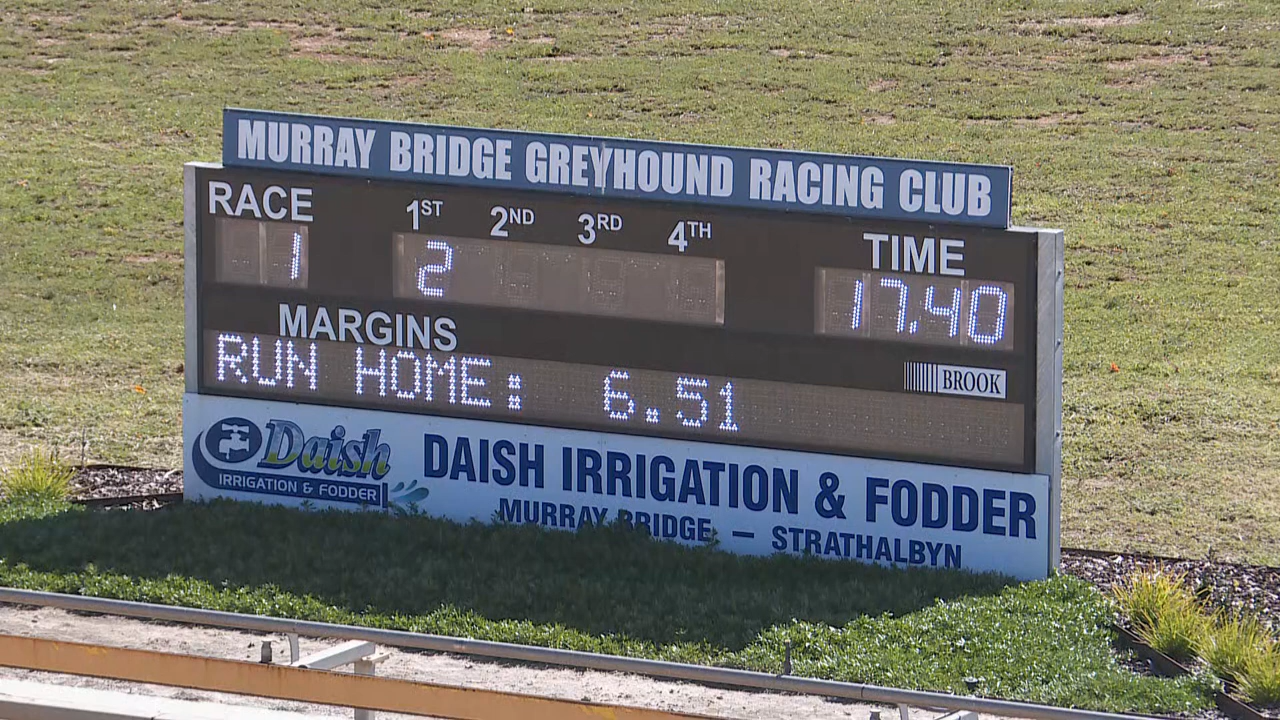 MURRAY BRIDGE GREYHOUND RACING CLUB
RACE 1ST 2ND 3RD 4TH TIME
1 2 17.40
MARGINS
RUN HOME: 6.51
BROOK
Daish
IRRIGATION & FODDER
DAISH IRRIGATION & FODDER
MURRAY BRIDGE — STRATHALBYN